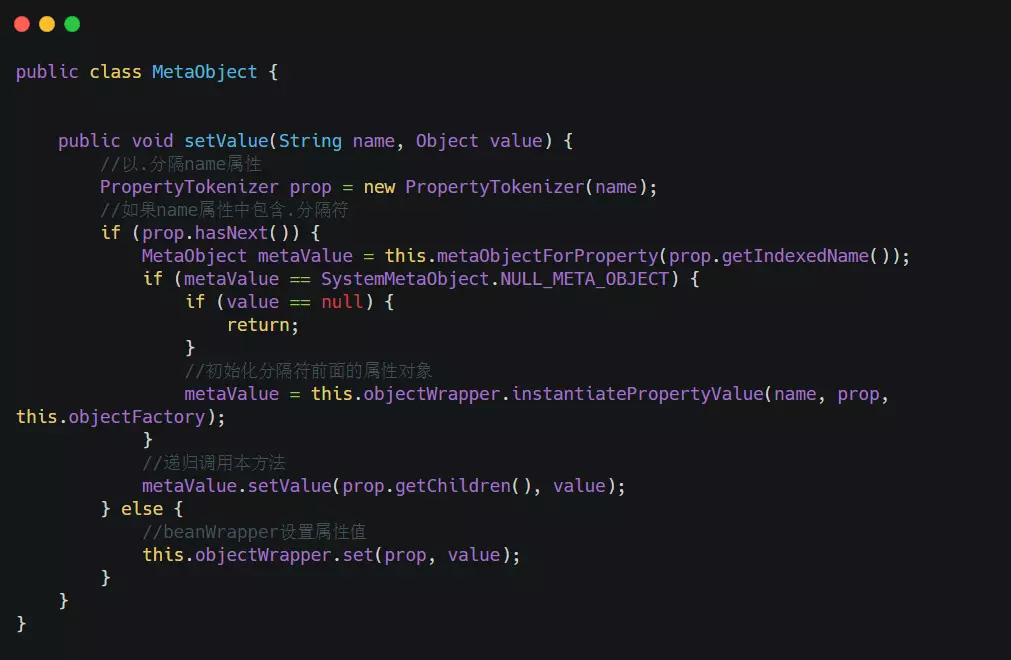 public class MetaObject {
public void setValue(String name, Object value) {
//以.分隔name属性
PropertyTokenizer prop = new PropertyTokenizer(name);
//如果name属性中包含.分隔符
if (prop.hasNext()) {
MetaObject metaValue = this.metaObjectForProperty(prop.getIndexedName());
if (metaValue == SystemMetaObject.NULL_META_OBJECT) {
if (value == null) {
return;
}
//初始化分隔符前面的属性对象
metaValue = this.objectWrapper.instantiatePropertyValue(name, prop,
this.objectFactory);
}
//递归调用本方法
metaValue.setValue(prop.getChildren(), value);
} else {
//beanWrapper设置属性值
this.objectWrapper.set(prop, value);
}
}
}